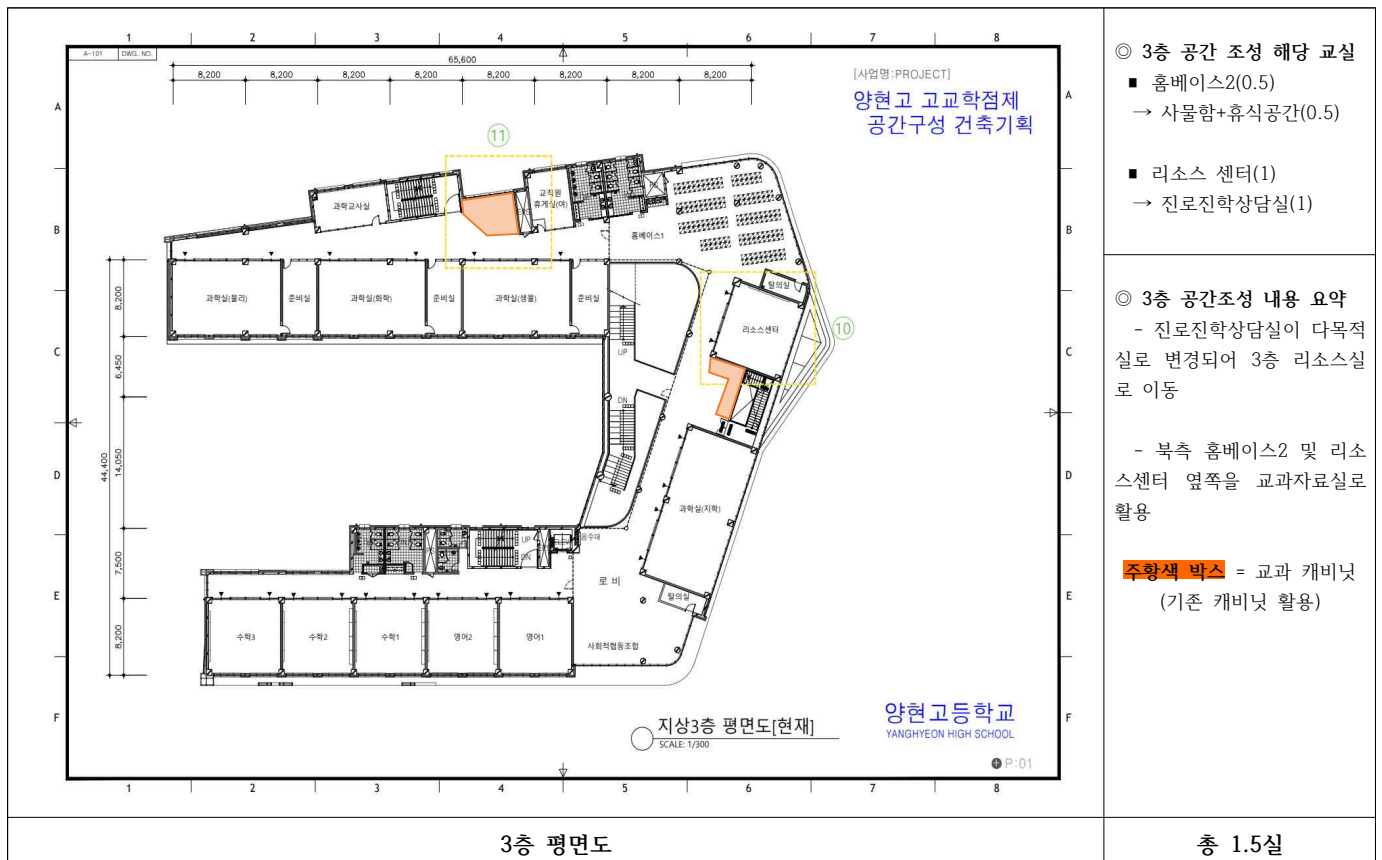 A-101 DWG. NO.
1 2 3 4 5 6 7 8
65,600
8,200 8,200 8,200 8,200 8,200 8,200 8,200 8,200
[사업명:PROJECT]
양현고 고교학점제
공간구성 건축기획
A A
B B
C C
D D
E E
F F
⑪
과학교사실
교직원
휴게실(여)
홈베이스1
탈의실
과학실(물리) 준비실 과학실(화학) 준비실 과학실(생물) 준비실
리소스센터
⑩
UP
DN
8,200
6,450
14,050
44,400
7,500
8,200
과학실(지학)
UP
DN
음수대
로 비
탈의실
수학3 수학2 수학1 영어2 영어1
사회적협동조합
지상3층 평면도[현재]
SCALE: 1/300
양현고등학교
YANGHYEON HIGH SCHOOL
P:01
1 2 3 4 5 6 7 8
3층 평면도
◎ 3층 공간 조성 해당 교실
■ 홈베이스2(0.5)
→ 사물함+휴식공간(0.5)
■ 리소스 센터(1)
→ 진로진학상담실(1)
◎ 3층 공간조성 내용 요약
- 진로진학상담실이 다목적
실로 변경되어 3층 리소스실
로 이동
- 북측 홈베이스2 및 리소
스센터 옆쪽을 교과자료실로
활용
주황색 박스 = 교과 캐비닛
(기존 캐비닛 활용)
총 1.5실